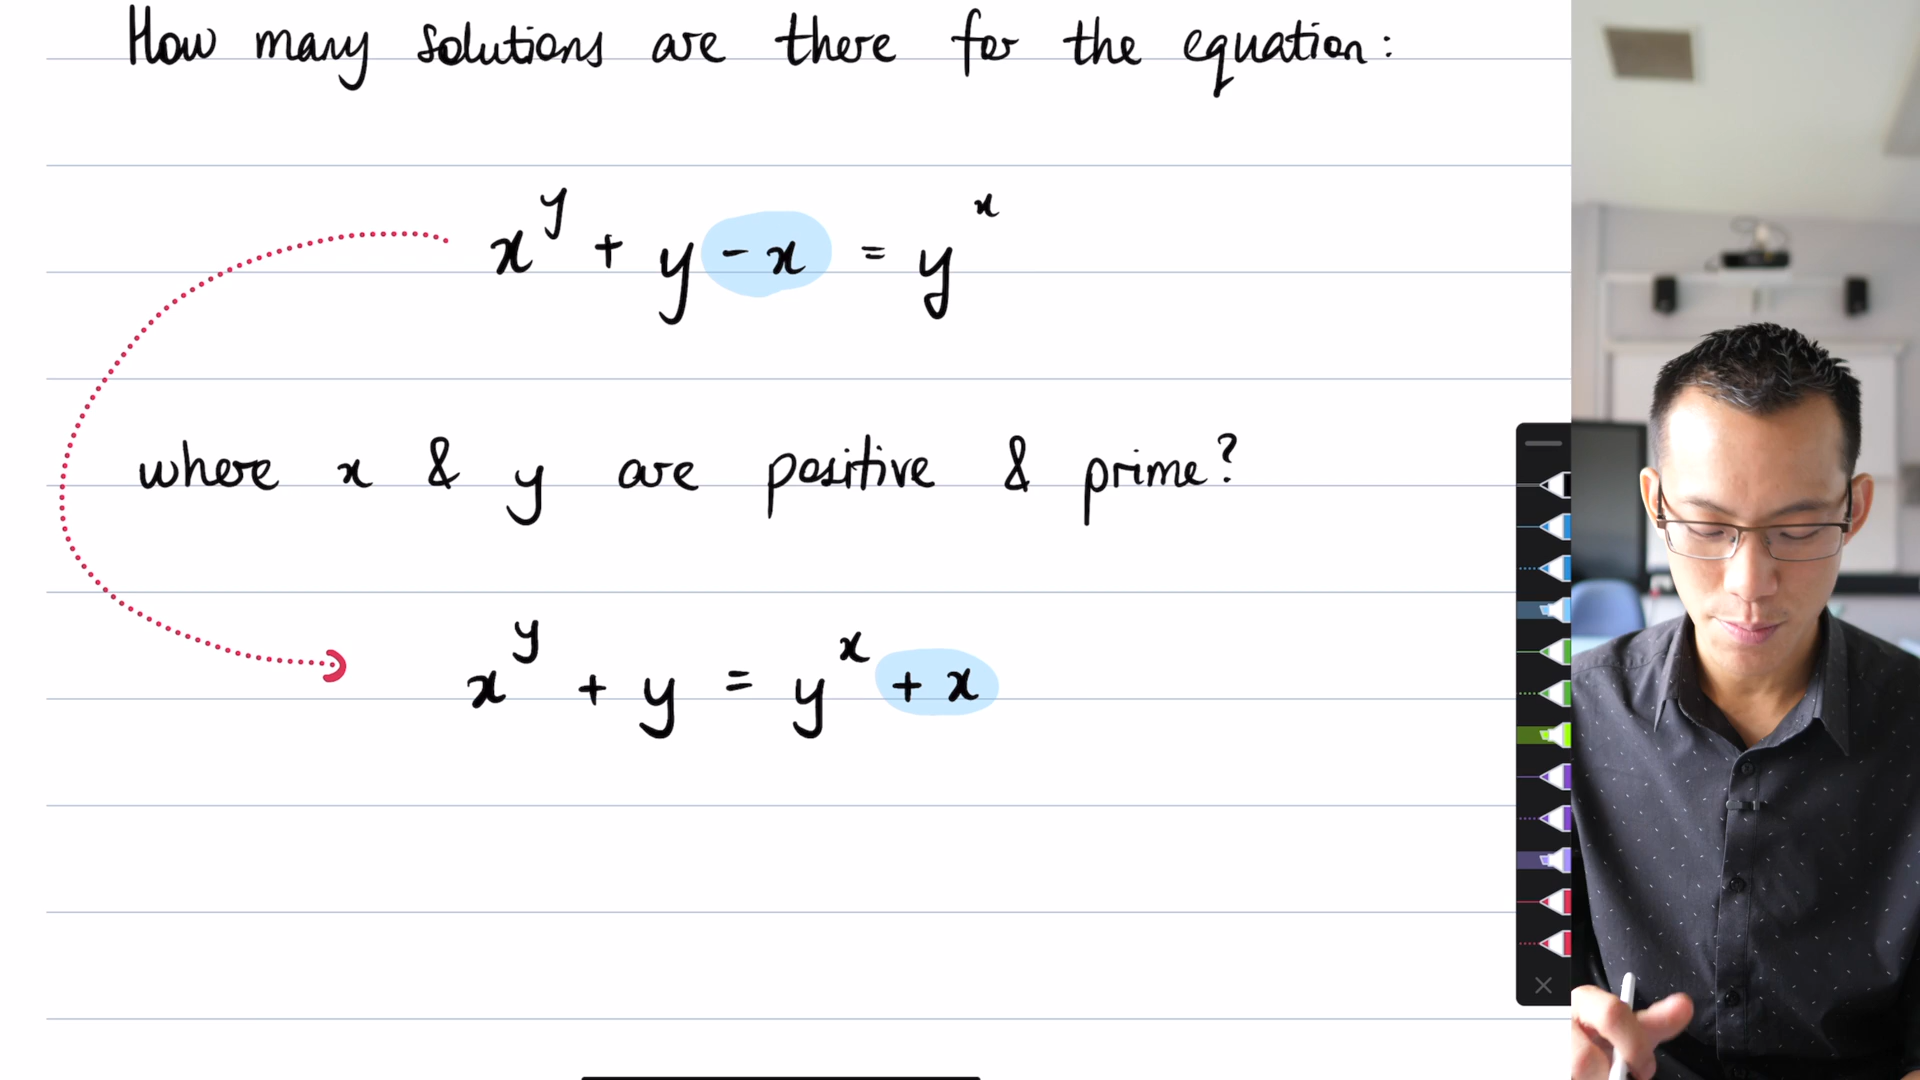 How many solutions are there for the equation:
x^y + y - x = y^x
where x & y are positive & prime?
x^y + y = y^x + x